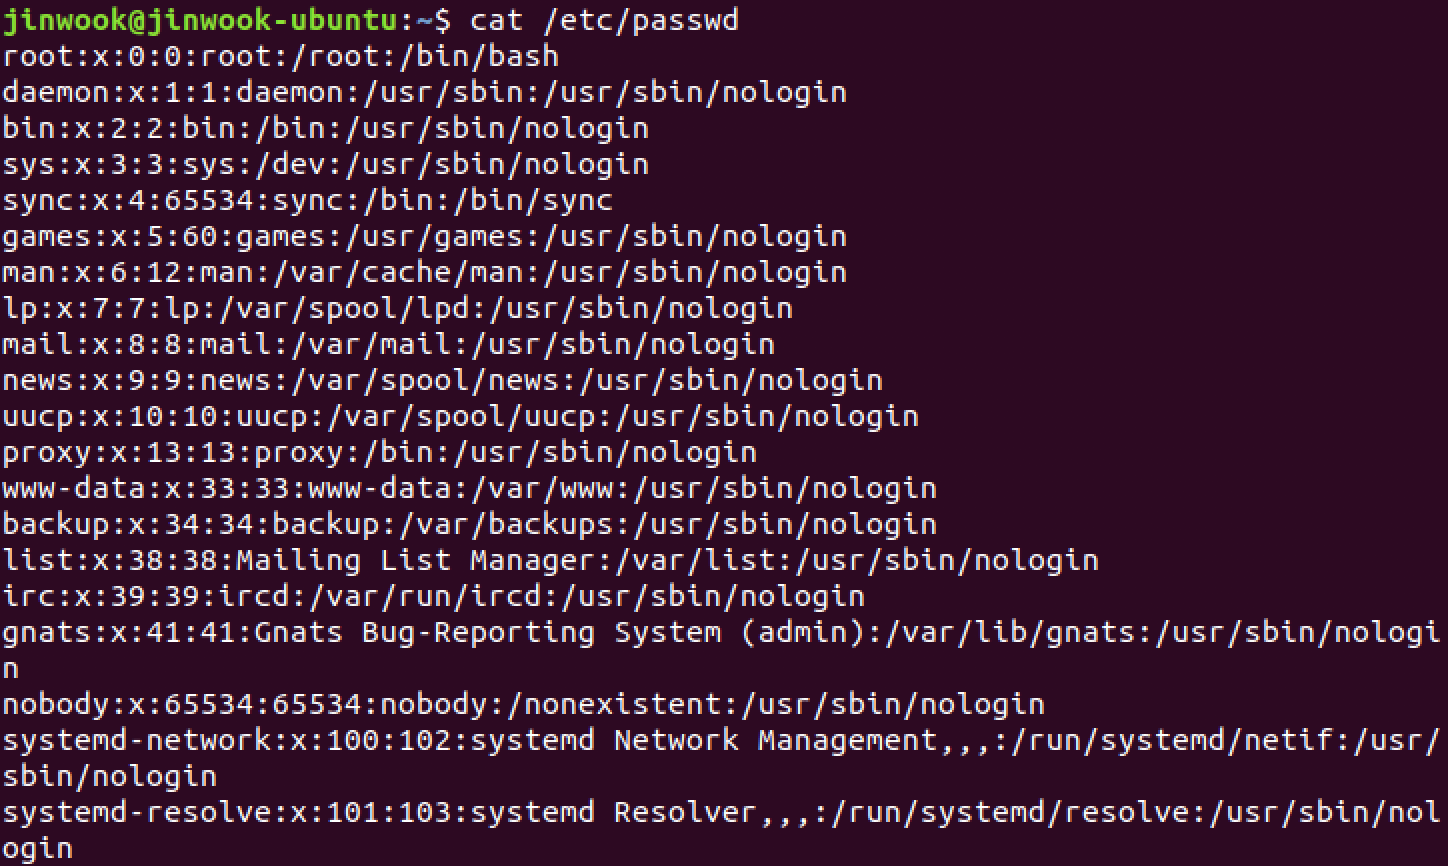 jinwook@jinwook-ubuntu:~$ cat /etc/passwd
root:x:0:0:root:/root:/bin/bash
daemon:x:1:1:daemon:/usr/sbin:/usr/sbin/nologin
bin:x:2:2:bin:/bin:/usr/sbin/nologin
sys:x:3:3:sys:/dev:/usr/sbin/nologin
sync:x:4:65534:sync:/bin:/bin/sync
games:x:5:60:games:/usr/games:/usr/sbin/nologin
man:x:6:12:man:/var/cache/man:/usr/sbin/nologin
lp:x:7:7:lp:/var/spool/lpd:/usr/sbin/nologin
mail:x:8:8:mail:/var/mail:/usr/sbin/nologin
news:x:9:9:news:/var/spool/news:/usr/sbin/nologin
uucp:x:10:10:uucp:/var/spool/uucp:/usr/sbin/nologin
proxy:x:13:13:proxy:/bin:/usr/sbin/nologin
www-data:x:33:33:www-data:/var/www:/usr/sbin/nologin
backup:x:34:34:backup:/var/backups:/usr/sbin/nologin
list:x:38:38:Mailing List Manager:/var/list:/usr/sbin/nologin
irc:x:39:39:ircd:/var/run/ircd:/usr/sbin/nologin
gnats:x:41:41:Gnats Bug-Reporting System (admin):/var/lib/gnats:/usr/sbin/nologi
n
nobody:x:65534:65534:nobody:/nonexistent:/usr/sbin/nologin
systemd-network:x:100:102:systemd Network Management,,,:/run/systemd/netif:/usr/
sbin/nologin
systemd-resolve:x:101:103:systemd Resolver,,,:/run/systemd/resolve:/usr/sbin/nol
ogin